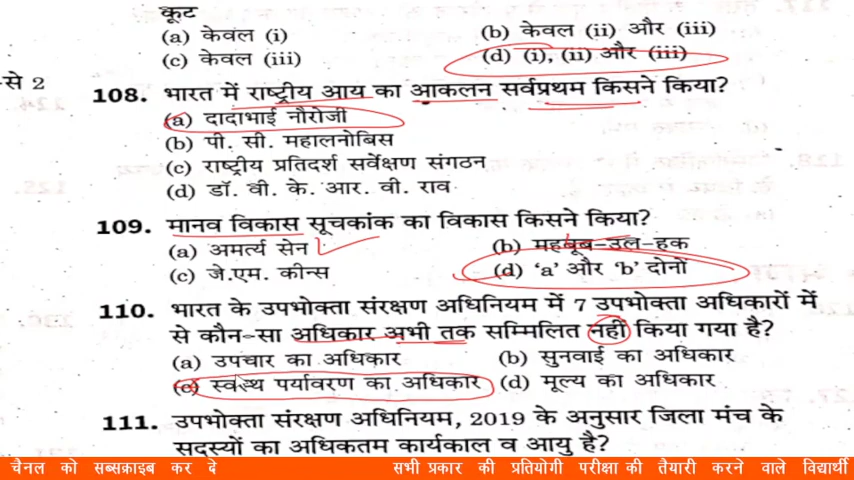 कूट
(a) केवल (i) (b) केवल (ii) और (iii)
(c) केवल (iii) (d) (i), (ii) और (iii)
से 2
108. भारत में राष्ट्रीय आय का आकलन सर्वप्रथम किसने किया?
(a) दादाभाई नौरोजी
(b) पी. सी. महालनोबिस
(c) राष्ट्रीय प्रतिदर्श सर्वेक्षण संगठन
(d) डॉ. वी. के. आर. वी. राव
109. मानव विकास सूचकांक का विकास किसने किया?
(a) अमर्त्य सेन (b) महबूब-उल-हक
(c) जे.एम. कीन्स (d) 'a' और 'b' दोनों
110. भारत के उपभोक्ता संरक्षण अधिनियम में 7 उपभोक्ता अधिकारों में
से कौन-सा अधिकार अभी तक सम्मिलित नहीं किया गया है?
(a) उपचार का अधिकार (b) सुनवाई का अधिकार
(c) स्वस्थ पर्यावरण का अधिकार (d) मूल्य का अधिकार
111. उपभोक्ता संरक्षण अधिनियम, 2019 के अनुसार जिला मंच के
सदस्यों का अधिकतम कार्यकाल व आयु है?
चैनल को सब्सक्राइब कर दे सभी प्रकार की प्रतियोगी परीक्षा की तैयारी करने वाले विद्यार्थी